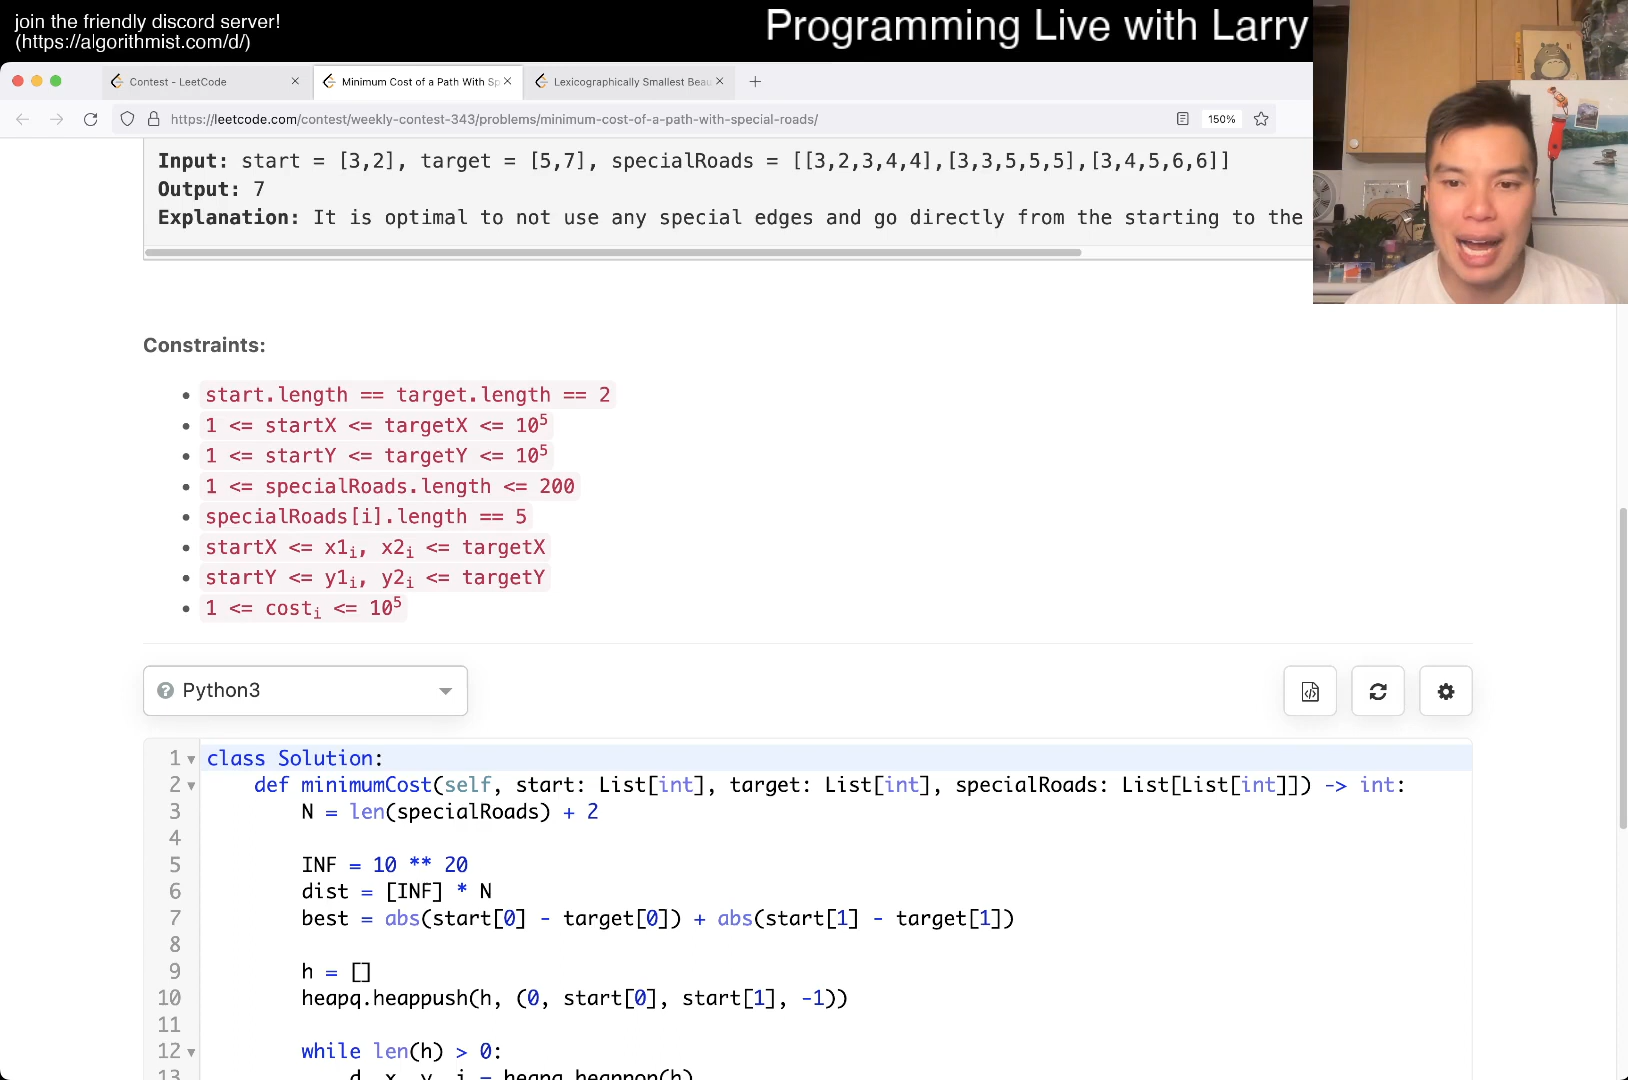 join the friendly discord server!
(https://algorithmist.com/d/)
Programming Live with Larry
Contest - LeetCode
Minimum Cost of a Path With Sp
Lexicographically Smallest Beau
https://leetcode.com/contest/weekly-contest-343/problems/minimum-cost-of-a-path-with-special-roads/
150%
Input: start = [3,2], target = [5,7], specialRoads = [[3,2,3,4,4],[3,3,5,5,5],[3,4,5,6,6]]
Output: 7
Explanation: It is optimal to not use any special edges and go directly from the starting to the
Constraints:
start.length == target.length == 2
1 <= startX <= targetX <= 10⁵
1 <= startY <= targetY <= 10⁵
1 <= specialRoads.length <= 200
specialRoads[i].length == 5
startX <= x1ᵢ, x2ᵢ <= targetX
startY <= y1ᵢ, y2ᵢ <= targetY
1 <= costᵢ <= 10⁵
Python3
1 class Solution:
2 def minimumCost(self, start: List[int], target: List[int], specialRoads: List[List[int]]) -> int:
3 N = len(specialRoads) + 2
4
5 INF = 10 ** 20
6 dist = [INF] * N
7 best = abs(start[0] - target[0]) + abs(start[1] - target[1])
8
9 h = []
10 heapq.heappush(h, (0, start[0], start[1], -1))
11
12 while len(h) > 0:
13 d, x, y, i = heapq.heappop(h)